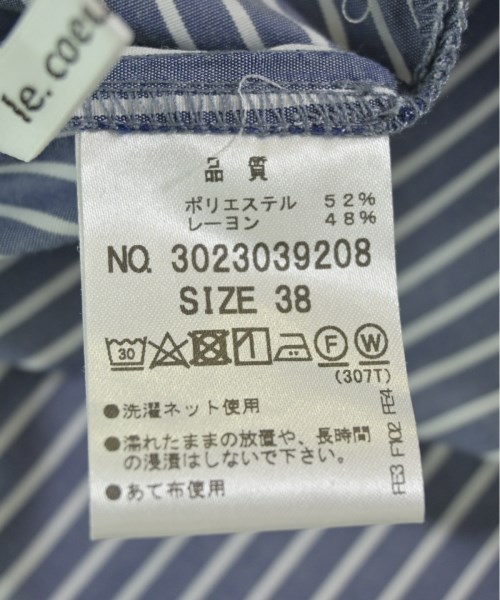 le.coeu
品質
ポリエステル 52%
レーヨン 48%
NO. 3023039208
SIZE 38
30 F W
(307T)
●洗濯ネット使用
●濡れたままの放置や、長時間
の浸漬はしないで下さい。
●あて布使用
FE3 F102 FE4